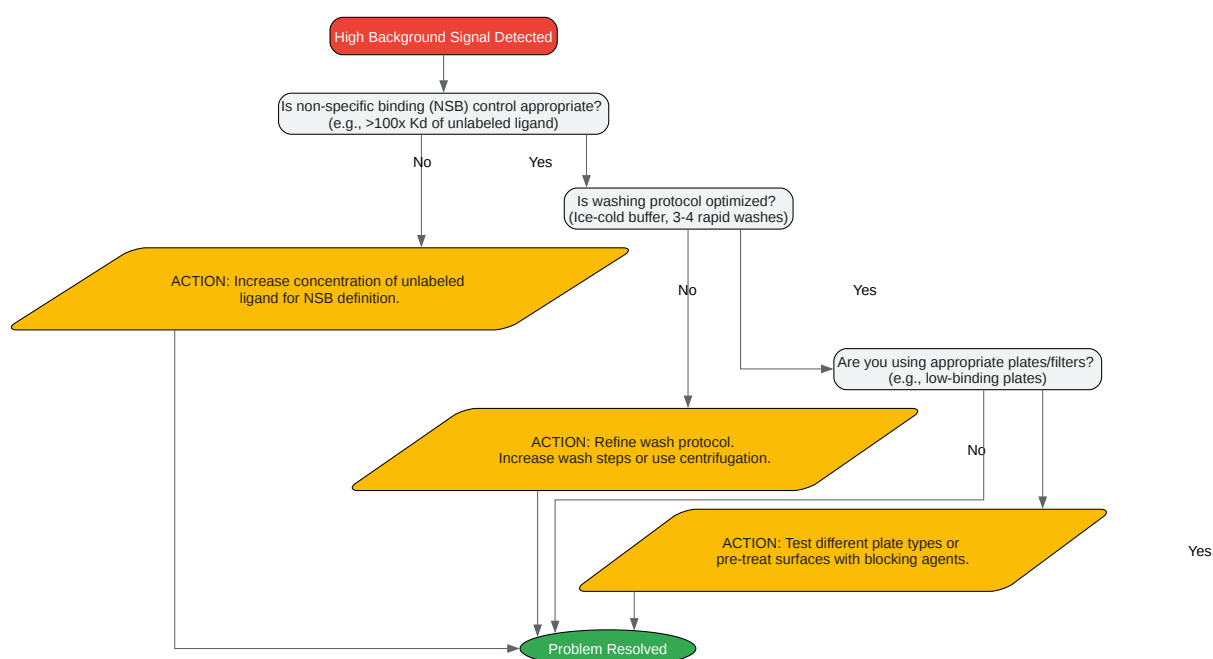 High Background Signal Detected
Is non-specific binding (NSB) control appropriate?
(e.g., >100x Kd of unlabeled ligand)
No
Yes
Is washing protocol optimized?
(Ice-cold buffer, 3-4 rapid washes)
ACTION: Increase concentration of unlabeled
ligand for NSB definition.
No
Yes
Are you using appropriate plates/filters?
(e.g., low-binding plates)
ACTION: Refine wash protocol.
Increase wash steps or use centrifugation.
No
ACTION: Test different plate types or
pre-treat surfaces with blocking agents.
Yes
Problem Resolved